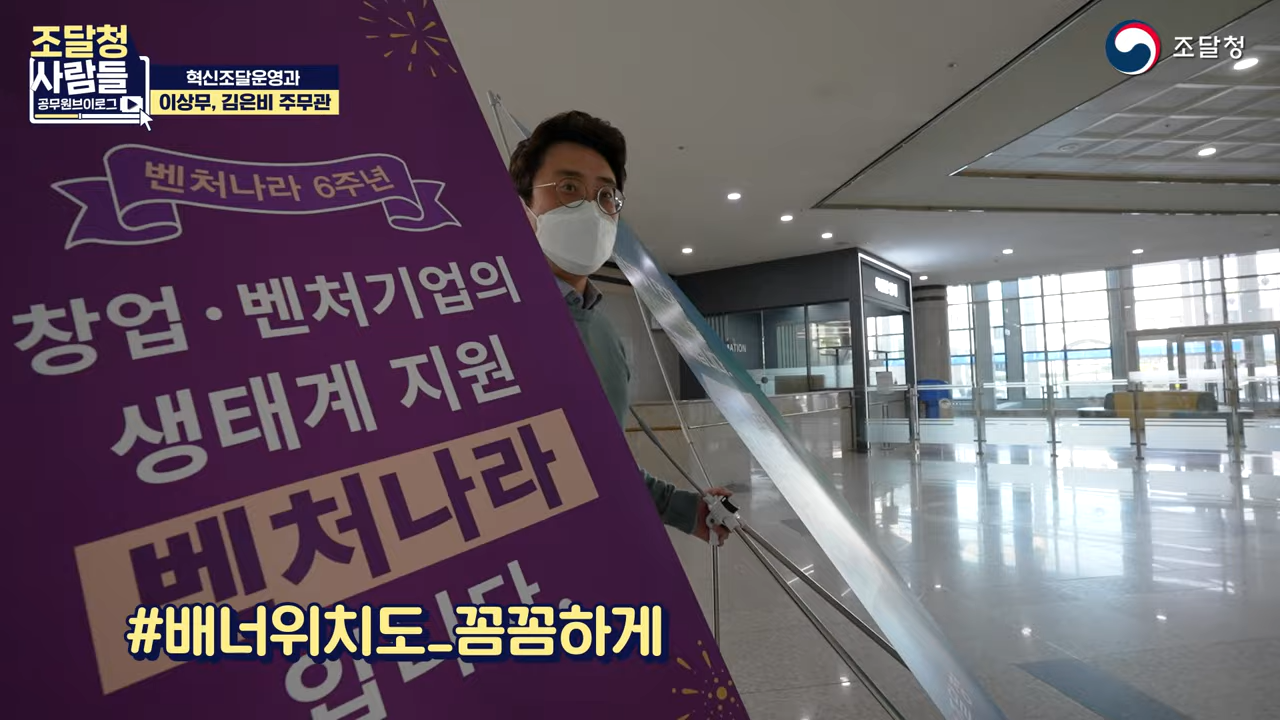 조달청
사람들
공무원브이로그
혁신조달운영과
이상무, 김은비 주무관
조달청
벤처나라 6주년
창업·벤처기업의
생태계 지원
벤처나라
입니다.
#배너위치도_꼼꼼하게